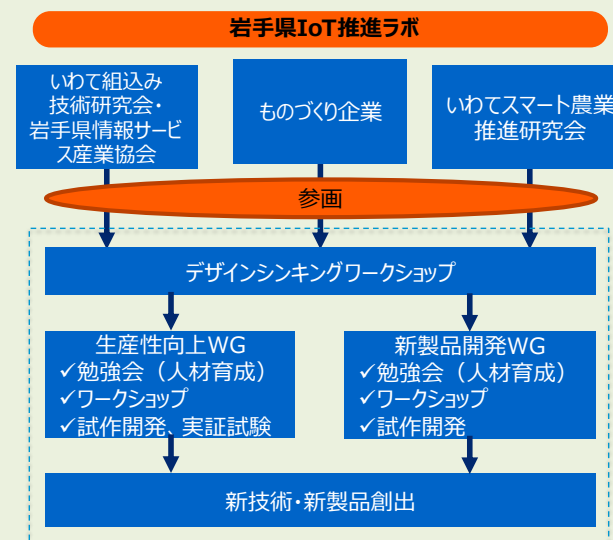 岩手県IoT推進ラボ
いわて組込み
技術研究会・
岩手県情報サービ
ス産業協会
ものづくり企業
いわてスマート農業
推進研究会
参画
デザインシンキングワークショップ
生産性向上WG
✓勉強会（人材育成）
✓ワークショップ
✓試作開発、実証試験
新製品開発WG
✓勉強会（人材育成）
✓ワークショップ
✓試作開発
新技術・新製品創出